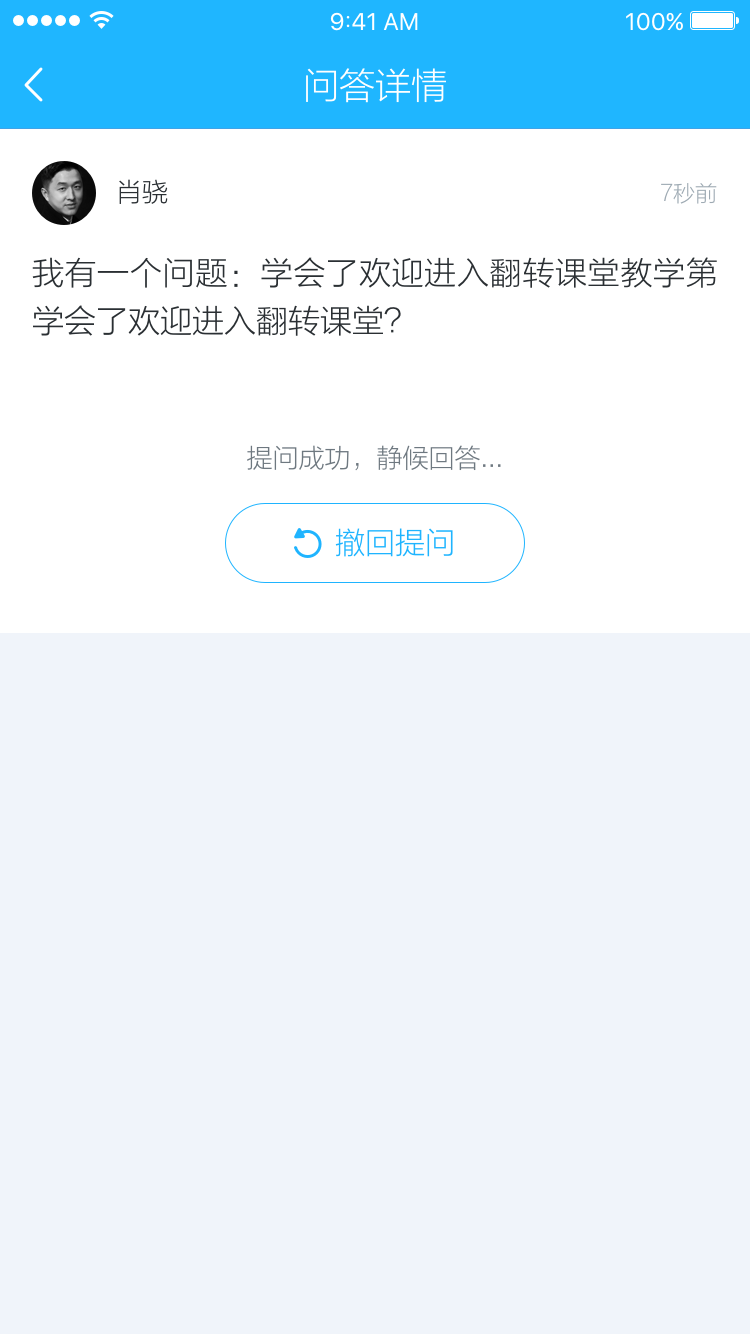 9:41 AM
100%
问答详情
肖骁
7秒前
我有一个问题：学会了欢迎进入翻转课堂教学第
学会了欢迎进入翻转课堂？
提问成功，静候回答...
撤回提问